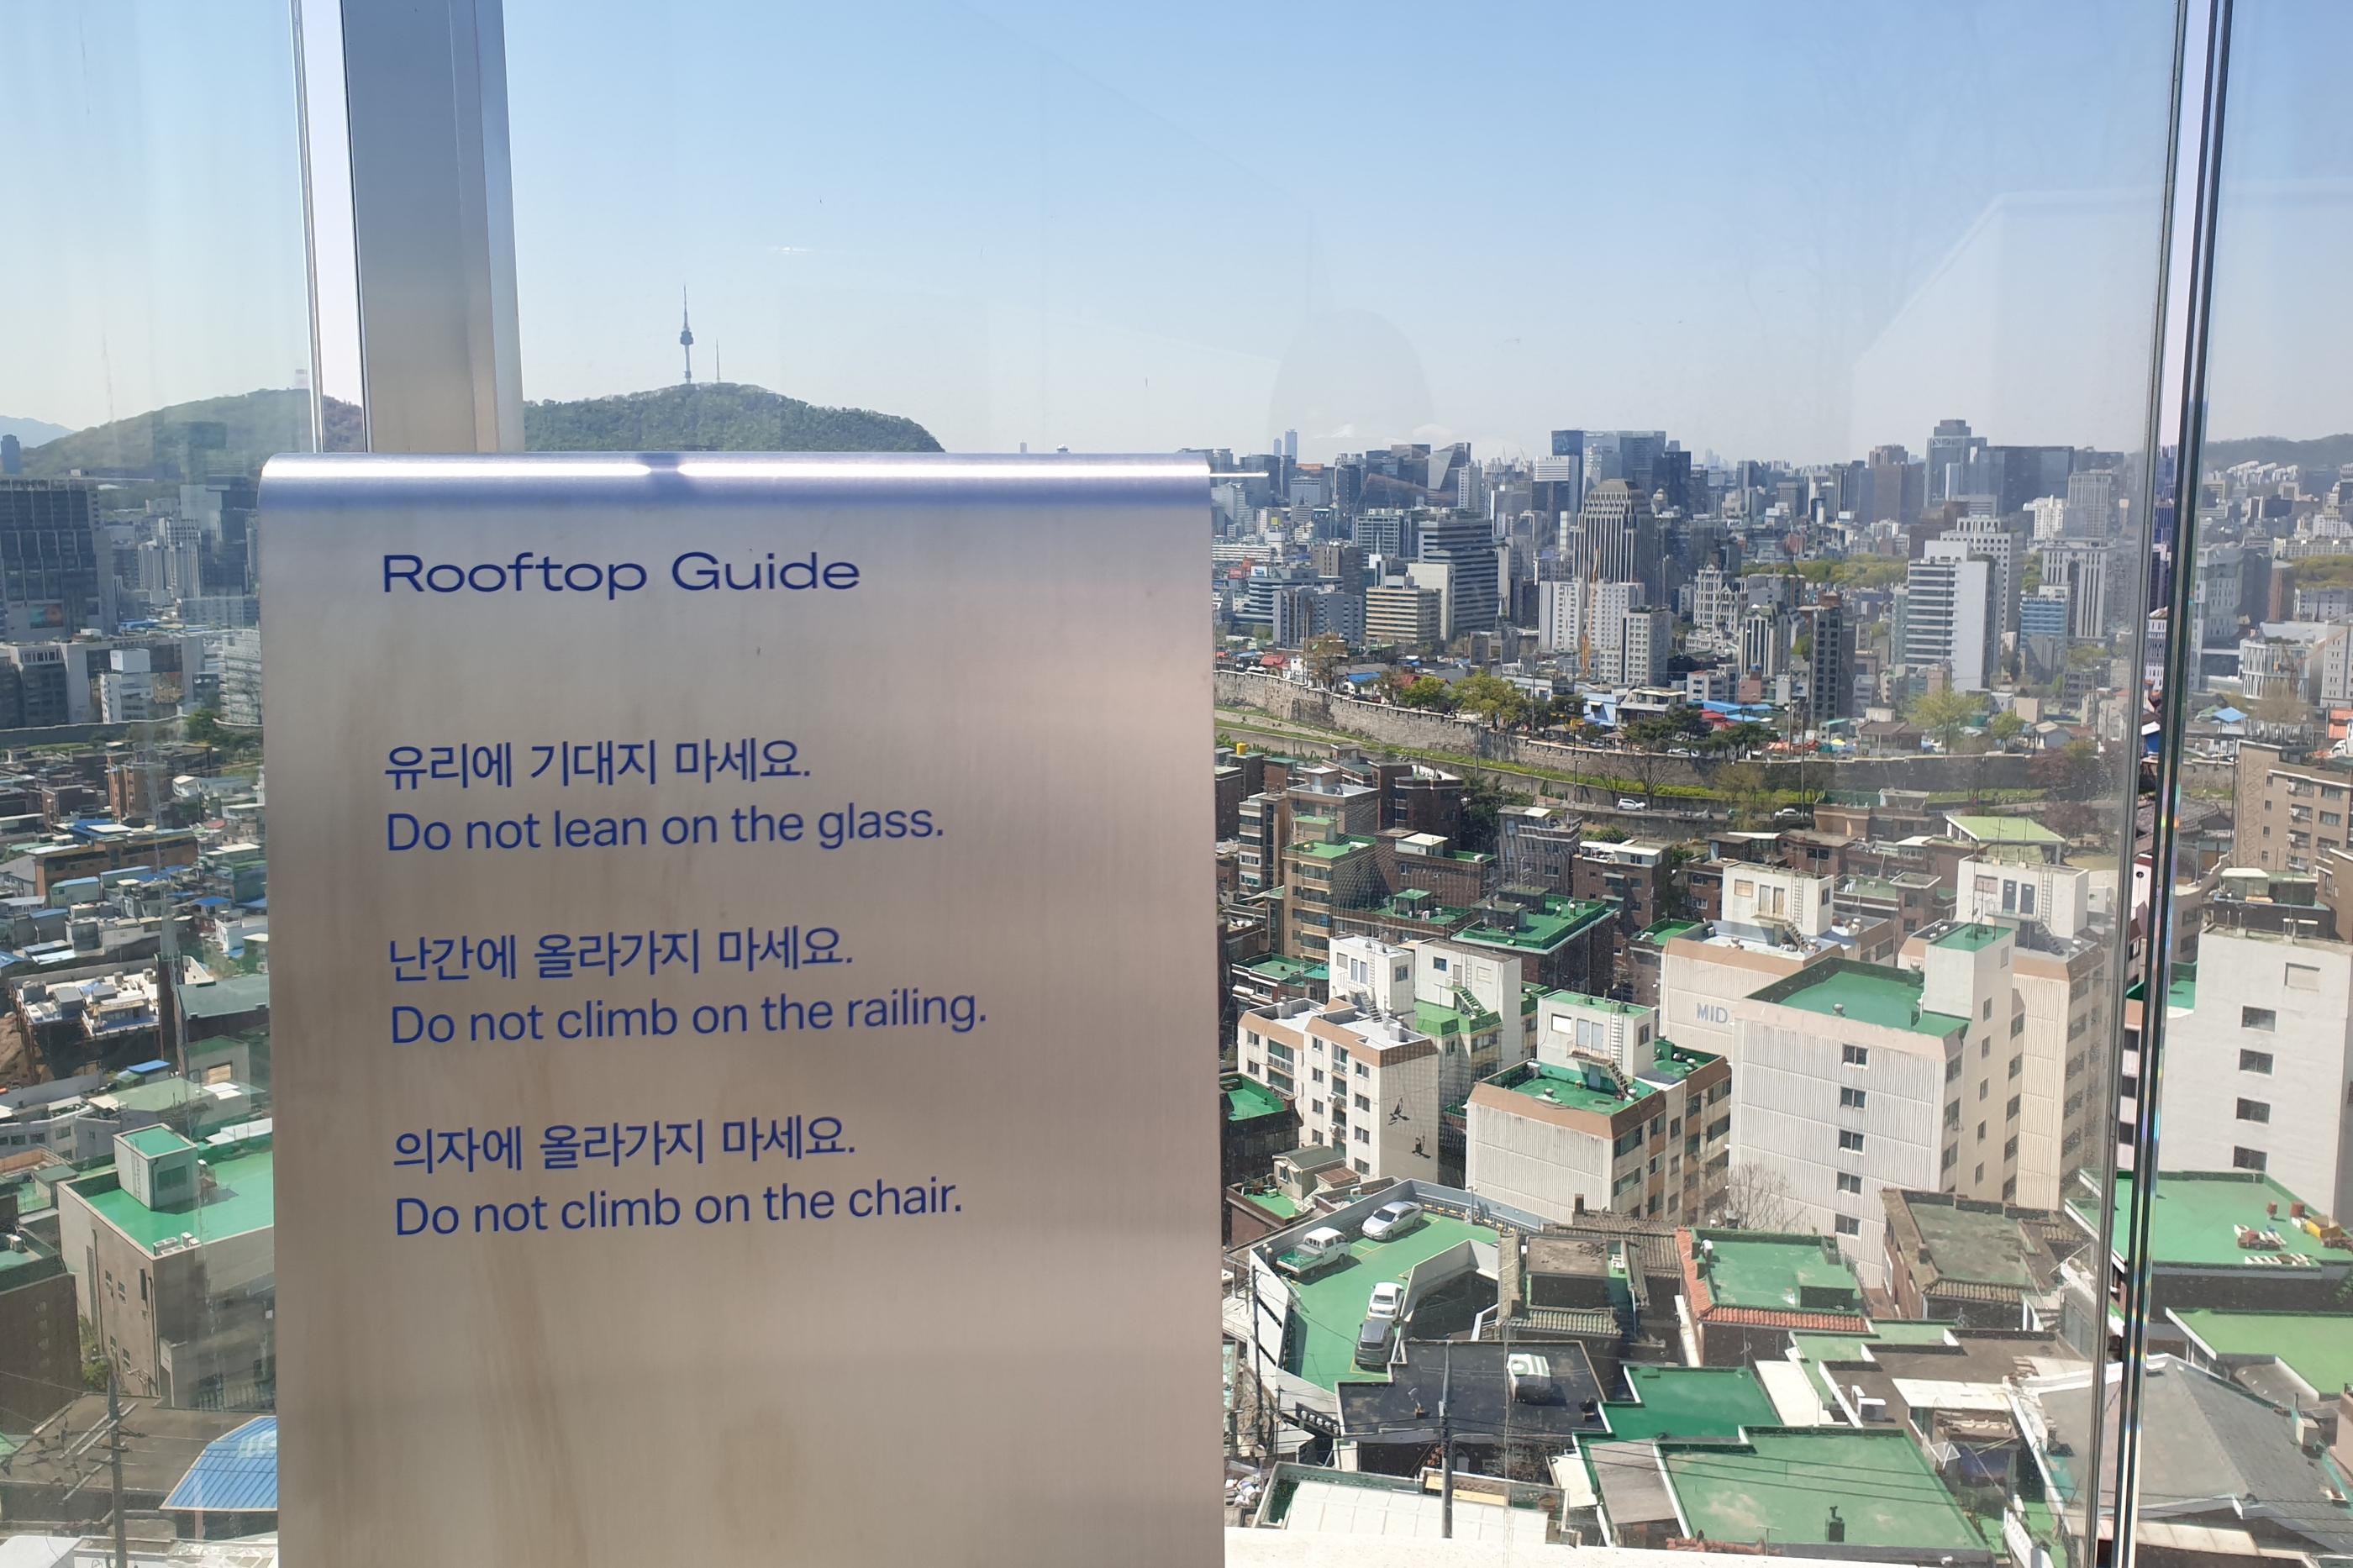 Rooftop Guide
유리에 기대지 마세요.
Do not lean on the glass.
난간에 올라가지 마세요.
Do not climb on the railing.
의자에 올라가지 마세요.
Do not climb on the chair.
MID